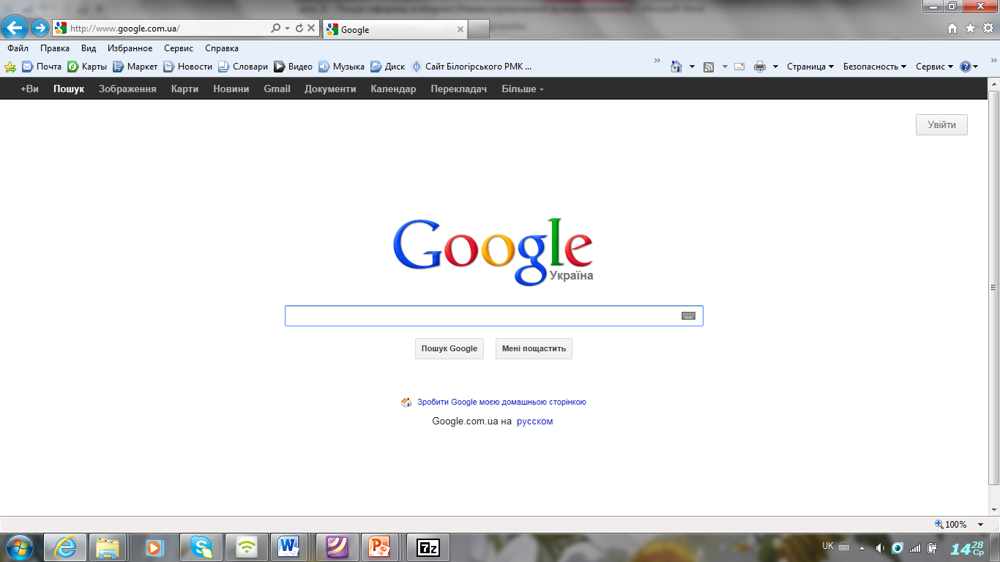 http://www.google.com.ua/
Google
Файл Правка Вид Избранное Сервис Справка
Почта Карты Маркет Новости Словари Видео Музыка Диск Сайт Білогірського РМК ... Страница Безопасность Сервис
+Ви Пошук Зображення Карти Новини Gmail Документи Календар Перекладач Більше
Увійти
Google
Україна
Пошук Google Мені пощастить
Зробити Google моєю домашньою сторінкою
Google.com.ua на русском
100%
7z UK 14 28 Ср